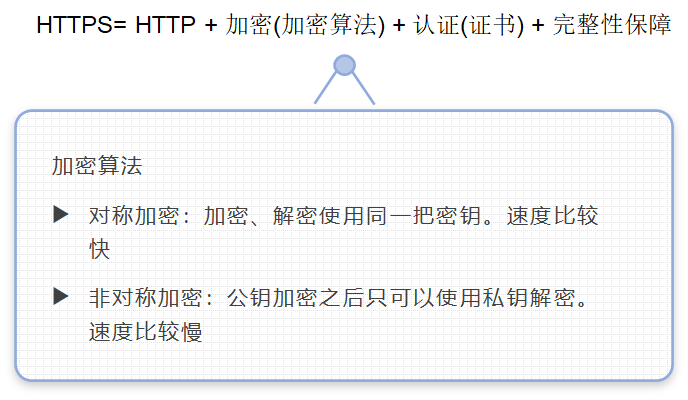 HTTPS= HTTP + 加密(加密算法) + 认证(证书) + 完整性保障
加密算法
▶ 对称加密：加密、解密使用同一把密钥。速度比较
快
▶ 非对称加密：公钥加密之后只可以使用私钥解密。
速度比较慢